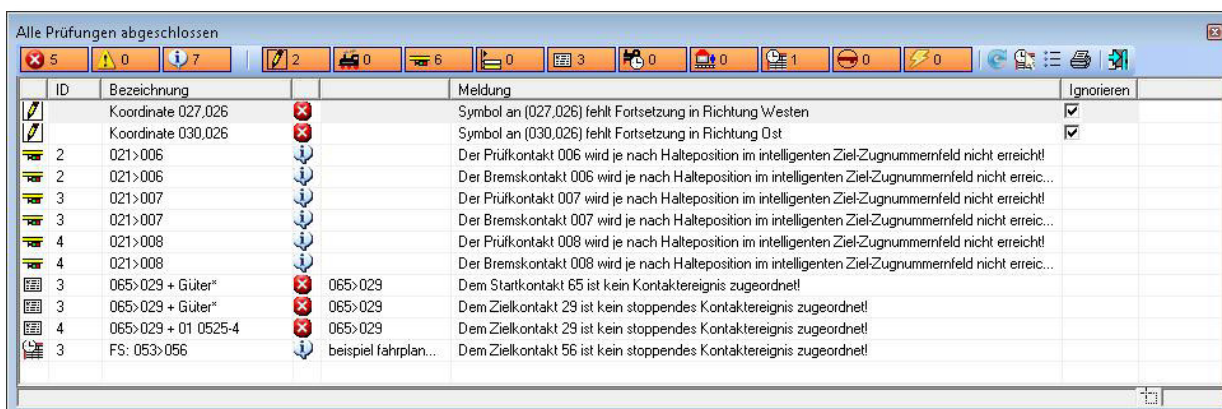 Alle Prüfungen abgeschlossen
5 0 7 2 0 6 0 3 0 0 1 0 0
ID Bezeichnung Meldung Ignorieren
Koordinate 027,026 Symbol an (027,026) fehlt Fortsetzung in Richtung Westen
Koordinate 030,026 Symbol an (030,026) fehlt Fortsetzung in Richtung Ost
2 021>006 Der Prüfkontakt 006 wird je nach Halteposition im intelligenten Ziel-Zugnummernfeld nicht erreicht!
2 021>006 Der Bremskontakt 006 wird je nach Halteposition im intelligenten Ziel-Zugnummernfeld nicht erreic...
3 021>007 Der Prüfkontakt 007 wird je nach Halteposition im intelligenten Ziel-Zugnummernfeld nicht erreicht!
3 021>007 Der Bremskontakt 007 wird je nach Halteposition im intelligenten Ziel-Zugnummernfeld nicht erreic...
4 021>008 Der Prüfkontakt 008 wird je nach Halteposition im intelligenten Ziel-Zugnummernfeld nicht erreicht!
4 021>008 Der Bremskontakt 008 wird je nach Halteposition im intelligenten Ziel-Zugnummernfeld nicht erreic...
3 065>029 + Güter* 065>029 Dem Startkontakt 65 ist kein Kontaktereignis zugeordnet!
3 065>029 + Güter* 065>029 Dem Zielkontakt 29 ist kein stoppendes Kontaktereignis zugeordnet!
4 065>029 + 01 0525-4 065>029 Dem Zielkontakt 29 ist kein stoppendes Kontaktereignis zugeordnet!
3 FS: 053>056 beispiel fahrplan... Dem Zielkontakt 56 ist kein stoppendes Kontaktereignis zugeordnet!